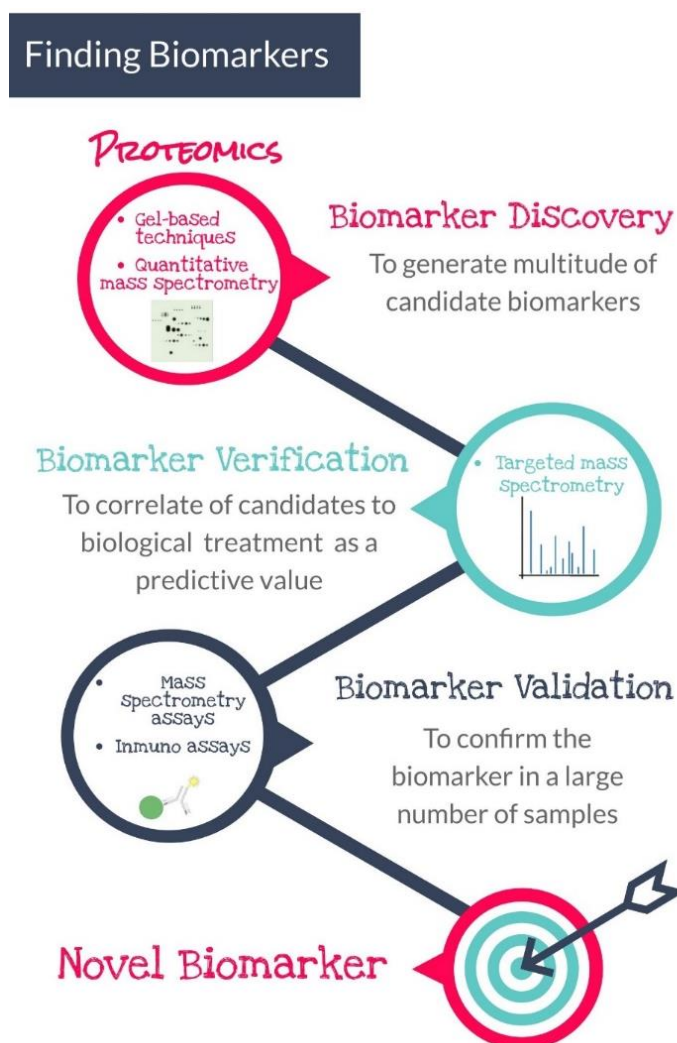 Finding Biomarkers
PROTEOMICS
• Gel-based
techniques
• Quantitative
mass spectrometry
Biomarker Discovery
To generate multitude of
candidate biomarkers
Biomarker Verification
To correlate of candidates to
biological treatment as a
predictive value
• Targeted mass
spectrometry
• Mass
spectrometry
assays
• Inmuno assays
Biomarker Validation
To confirm the
biomarker in a large
number of samples
Novel Biomarker